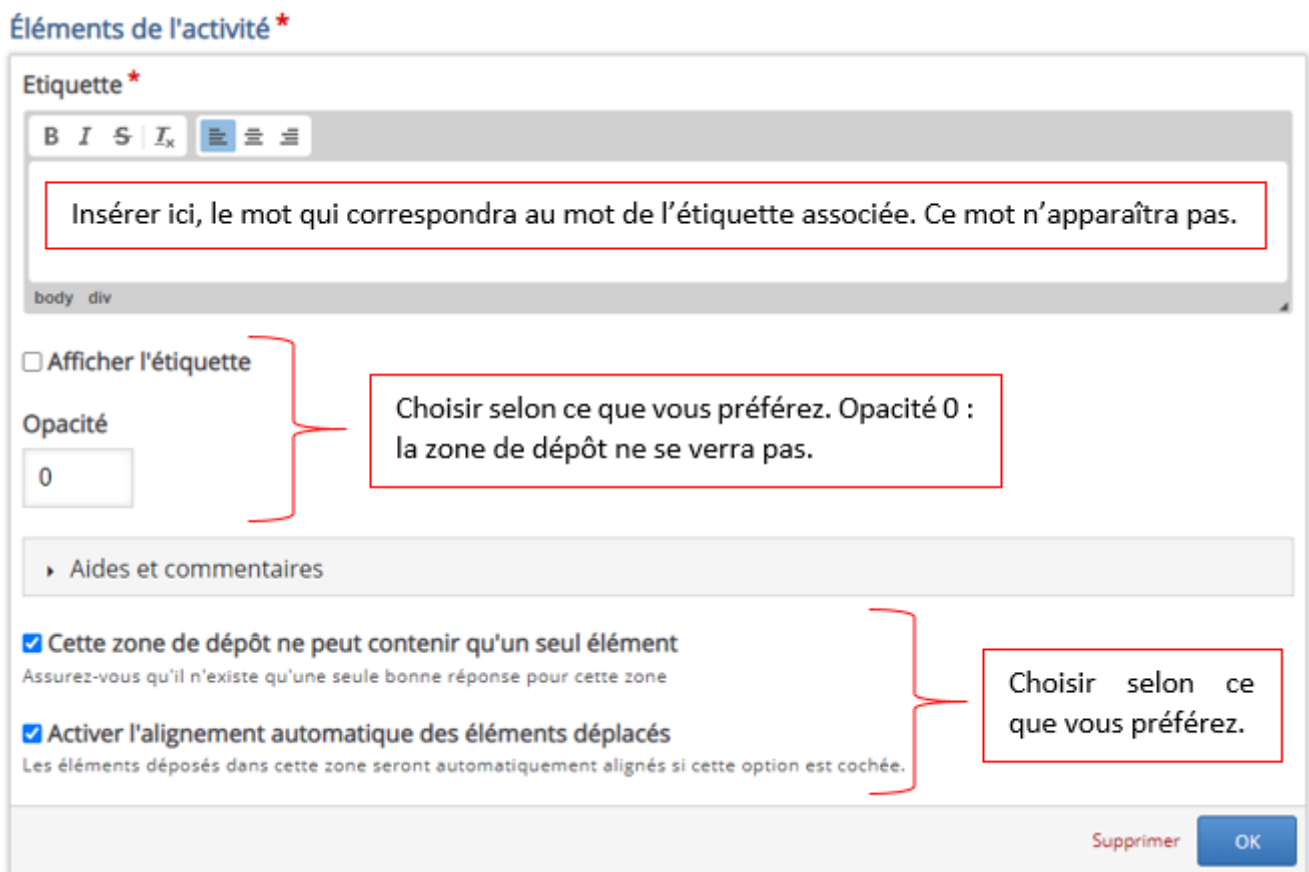 Éléments de l'activité *
Etiquette *
B I S Ix
Insérer ici, le mot qui correspondra au mot de l’étiquette associée. Ce mot n’apparaîtra pas.
body div
Afficher l'étiquette
Opacité
0
Choisir selon ce que vous préférez. Opacité 0 :
la zone de dépôt ne se verra pas.
Aides et commentaires
Cette zone de dépôt ne peut contenir qu'un seul élément
Assurez-vous qu'il n'existe qu'une seule bonne réponse pour cette zone
Activer l'alignement automatique des éléments déplacés
Les éléments déposés dans cette zone seront automatiquement alignés si cette option est cochée.
Choisir selon ce
que vous préférez.
Supprimer OK